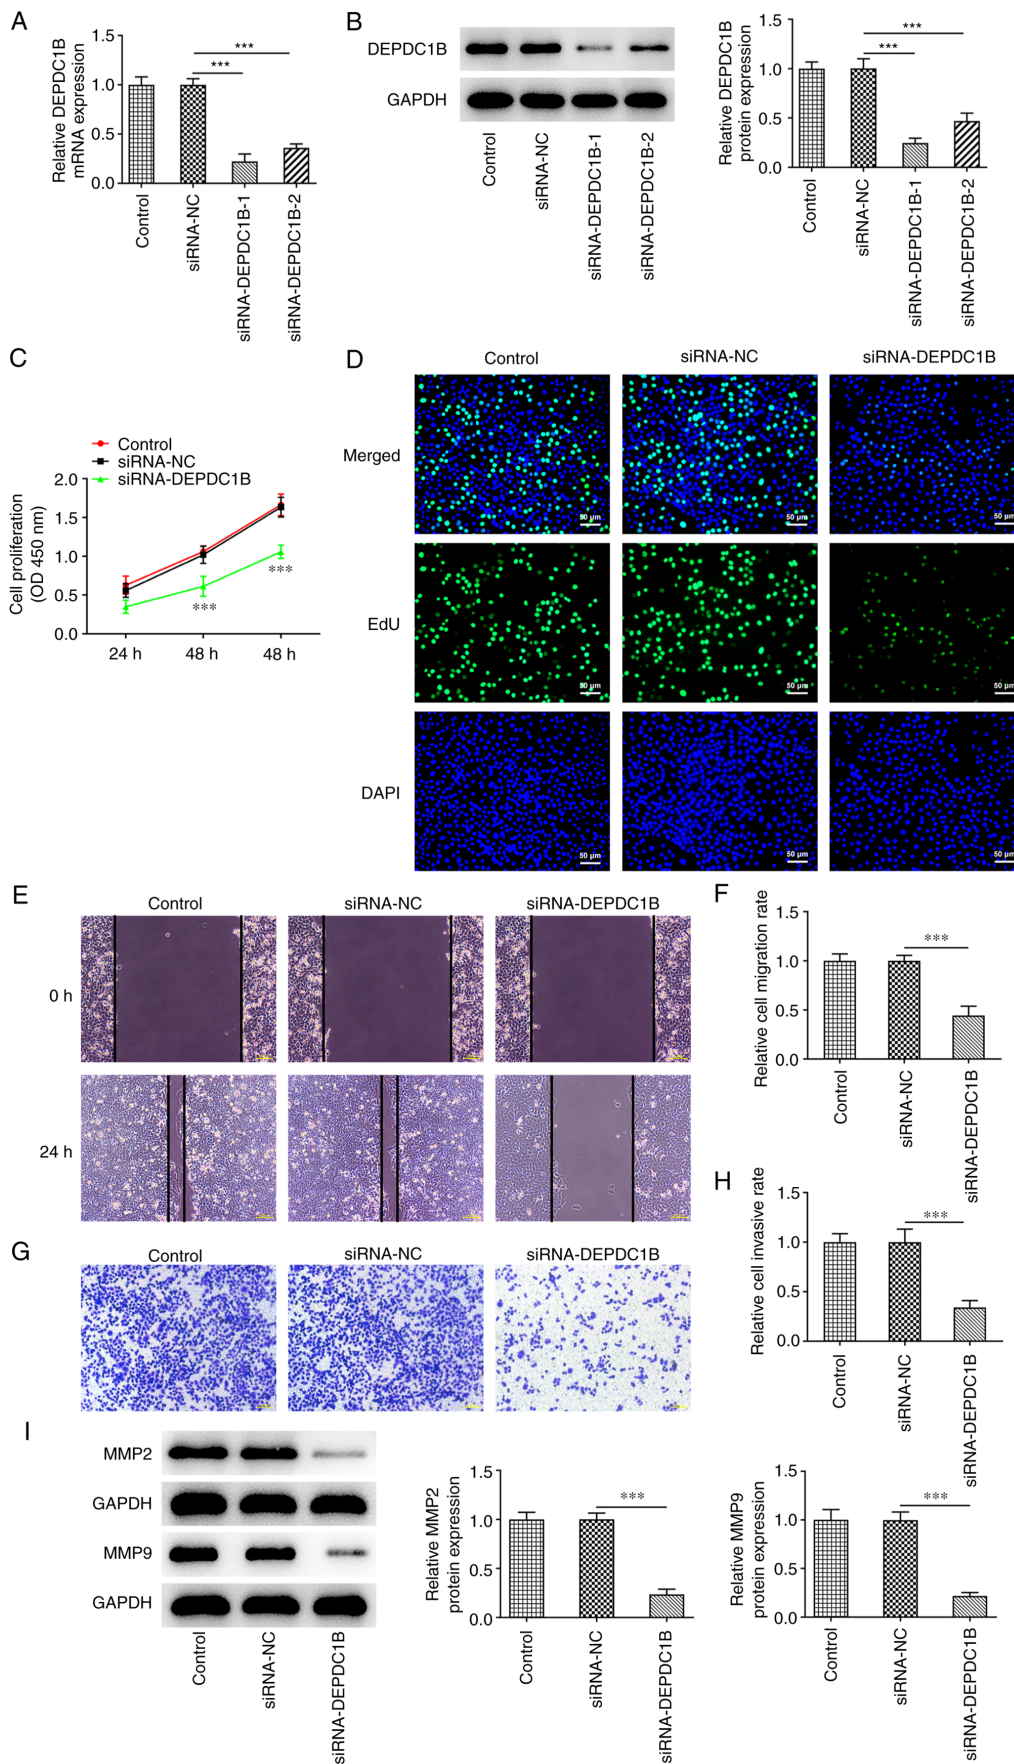 A
Relative DEPDC1B
mRNA expression
1.5
1.0
0.5
0.0
***
***
Control
siRNA-NC
siRNA-DEPDC1B-1
siRNA-DEPDC1B-2
B
DEPDC1B
GAPDH
Control
siRNA-NC
siRNA-DEPDC1B-1
siRNA-DEPDC1B-2
Relative DEPDC1B
protein expression
1.5
1.0
0.5
0.0
***
***
Control
siRNA-NC
siRNA-DEPDC1B-1
siRNA-DEPDC1B-2
C
Control
siRNA-NC
siRNA-DEPDC1B
Cell proliferation
(OD 450 nm)
2.0
1.5
1.0
0.5
0.0
***
***
24 h
48 h
48 h
D
Control
siRNA-NC
siRNA-DEPDC1B
Merged
50 µm
50 µm
50 µm
EdU
50 µm
50 µm
50 µm
DAPI
50 µm
50 µm
50 µm
E
Control
siRNA-NC
siRNA-DEPDC1B
0 h
24 h
F
Relative cell migration rate
1.5
1.0
0.5
0.0
***
Control
siRNA-NC
siRNA-DEPDC1B
G
Control
siRNA-NC
siRNA-DEPDC1B
H
Relative cell invasive rate
1.5
1.0
0.5
0.0
***
Control
siRNA-NC
siRNA-DEPDC1B
I
MMP2
GAPDH
MMP9
GAPDH
Control
siRNA-NC
siRNA-DEPDC1B
Relative MMP2
protein expression
1.5
1.0
0.5
0.0
***
Control
siRNA-NC
siRNA-DEPDC1B
Relative MMP9
protein expression
1.5
1.0
0.5
0.0
***
Control
siRNA-NC
siRNA-DEPDC1B